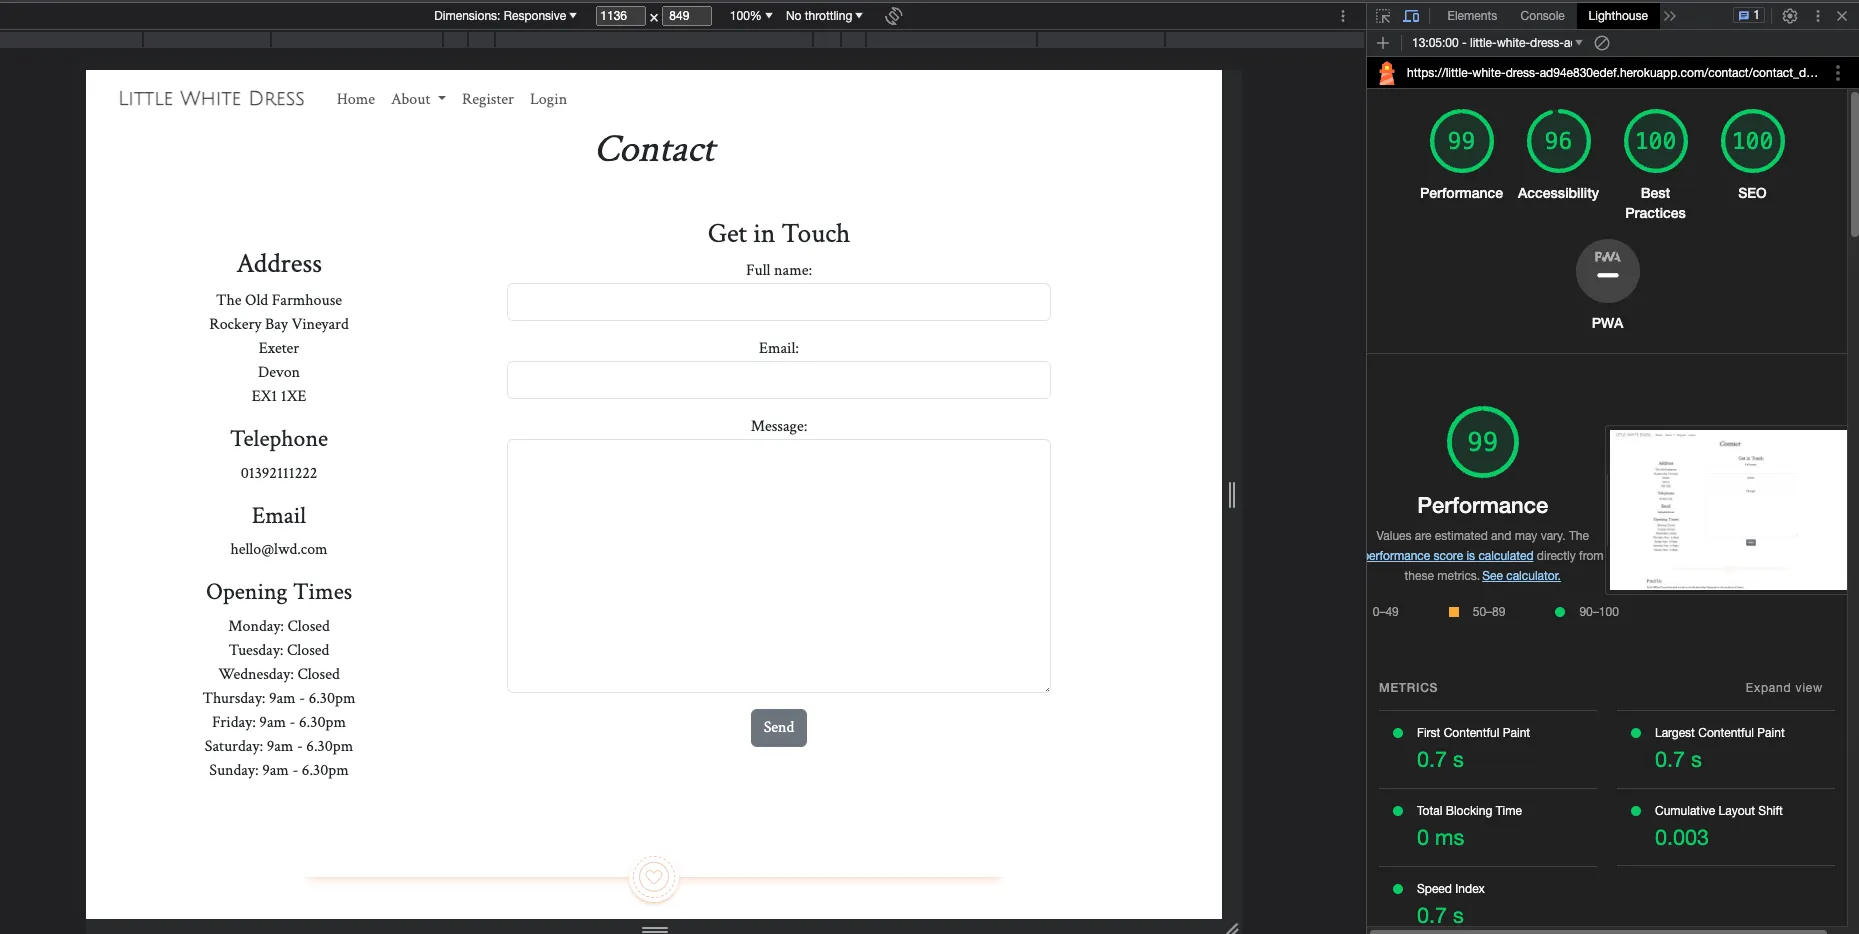 Dimensions: Responsive 1136 x 849 100% No throttling
Elements Console Lighthouse 1
13:05:00 - little-white-dress-a
https://little-white-dress-ad94e830edef.herokuapp.com/contact/contact_d...
LITTLE WHITE DRESS Home About Register Login
Contact
Address
The Old Farmhouse
Rockery Bay Vineyard
Exeter
Devon
EX1 1XE
Telephone
01392111222
Email
hello@lwd.com
Opening Times
Monday: Closed
Tuesday: Closed
Wednesday: Closed
Thursday: 9am - 6.30pm
Friday: 9am - 6.30pm
Saturday: 9am - 6.30pm
Sunday: 9am - 6.30pm
Get in Touch
Full name:
Email:
Message:
Send
99 96 100 100
Performance Accessibility Best Practices SEO
PWA
PWA
99
Performance
Values are estimated and may vary. The
performance score is calculated directly from
these metrics. See calculator.
0–49 50–89 90–100
METRICS Expand view
First Contentful Paint
0.7 s
Largest Contentful Paint
0.7 s
Total Blocking Time
0 ms
Cumulative Layout Shift
0.003
Speed Index
0.7 s